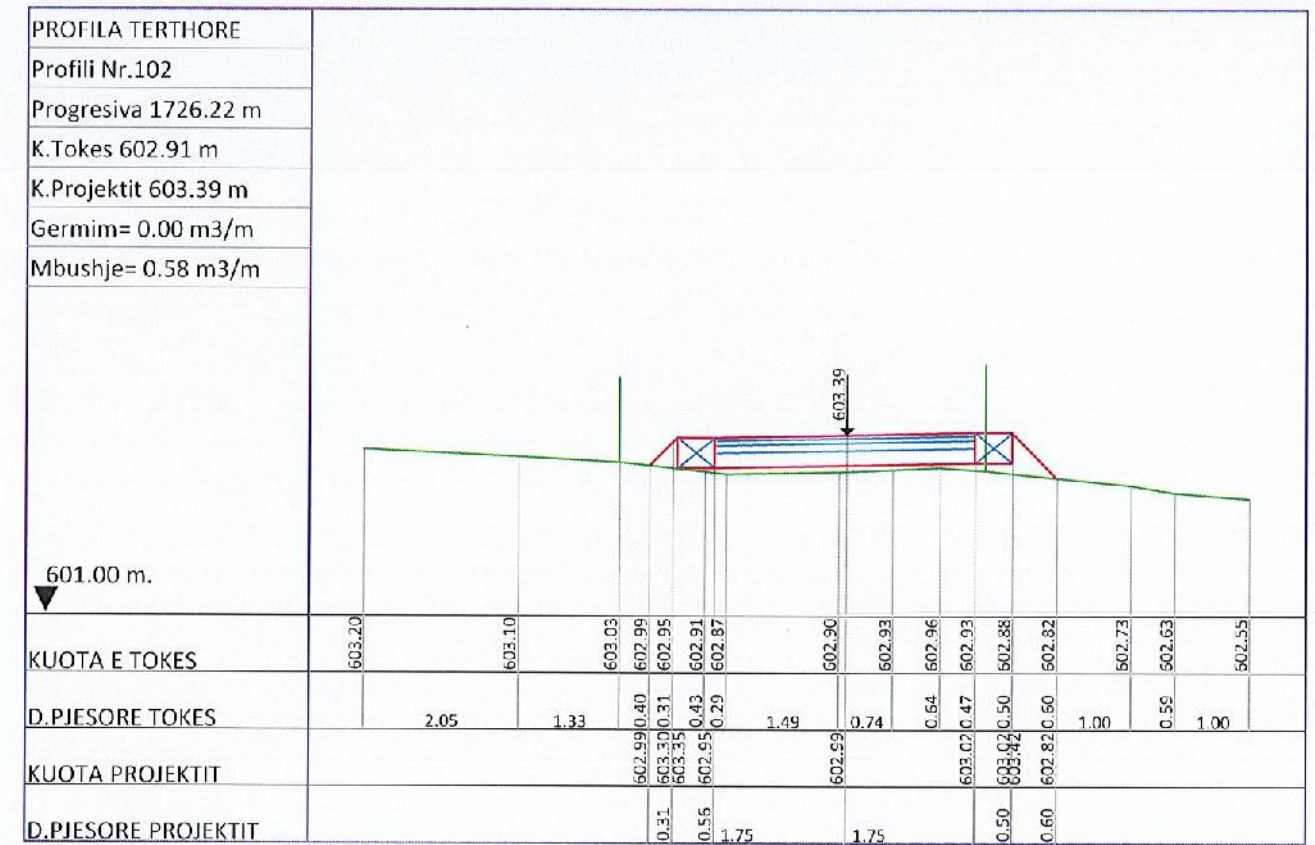 PROFILA TERTHORE
Profili Nr.102
Progresiva 1726.22 m
K.Tokes 602.91 m
K.Projektit 603.39 m
Germim= 0.00 m3/m
Mbushje= 0.58 m3/m
603.39
601.00 m.
KUOTA E TOKES 603.20 603.10 603.03 602.99 602.95 602.91 602.87 602.90 602.93 602.96 602.93 602.88 602.82 602.73 602.63 602.55
D.PJESORE TOKES 2.05 1.33 0.40 0.31 0.43 0.29 1.49 0.74 0.64 0.47 0.50 0.60 1.00 0.59 1.00
KUOTA PROJEKTIT 602.99 603.30 603.35 602.95 602.99 603.02 603.02 603.42 602.82
D.PJESORE PROJEKTIT 0.31 0.55 1.75 1.75 0.50 0.60